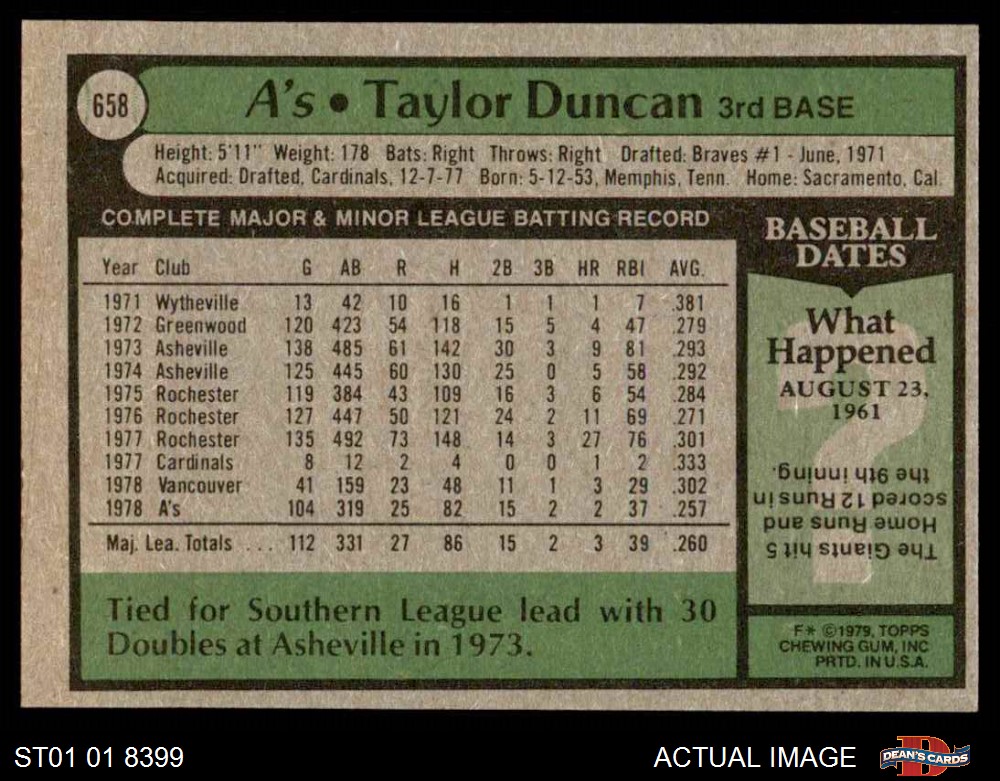 658
A's • Taylor Duncan 3rd BASE
Height: 5'11" Weight: 178 Bats: Right Throws: Right Drafted: Braves #1 - June, 1971
Acquired: Drafted, Cardinals, 12-7-77 Born: 5-12-53, Memphis, Tenn. Home: Sacramento, Cal.
COMPLETE MAJOR & MINOR LEAGUE BATTING RECORD
Year Club G AB R H 2B 3B HR RBI AVG.
1971 Wytheville 13 42 10 16 1 1 1 7 .381
1972 Greenwood 120 423 54 118 15 5 4 47 .279
1973 Asheville 138 485 61 142 30 3 9 81 .293
1974 Asheville 125 445 60 130 25 0 5 58 .292
1975 Rochester 119 384 43 109 16 3 6 54 .284
1976 Rochester 127 447 50 121 24 2 11 69 .271
1977 Rochester 135 492 73 148 14 3 27 76 .301
1977 Cardinals 8 12 2 4 0 0 1 2 .333
1978 Vancouver 41 159 23 48 11 1 3 29 .302
1978 A's 104 319 25 82 15 2 2 37 .257
Maj. Lea. Totals ... 112 331 27 86 15 2 3 39 .260
Tied for Southern League lead with 30
Doubles at Asheville in 1973.
BASEBALL
DATES
What
Happened
AUGUST 23,
1961
?
The Giants hit 5
Home Runs and
scored 12 Runs in
the 9th inning.
F* ©1979, TOPPS
CHEWING GUM, INC
PRTD. IN U.S.A.
ST01 01 8399
ACTUAL IMAGE
D
DEAN'S CARDS